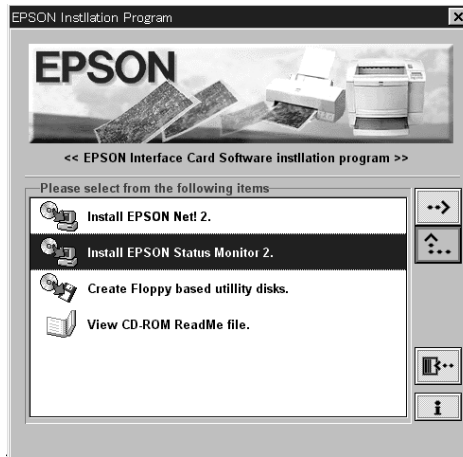 EPSON Instllation Program
EPSON
<< EPSON Interface Card Software instllation program >>
Please select from the following items
Install EPSON Net! 2.
Install EPSON Status Monitor 2.
Create Floppy based utillity disks.
View CD-ROM ReadMe file.